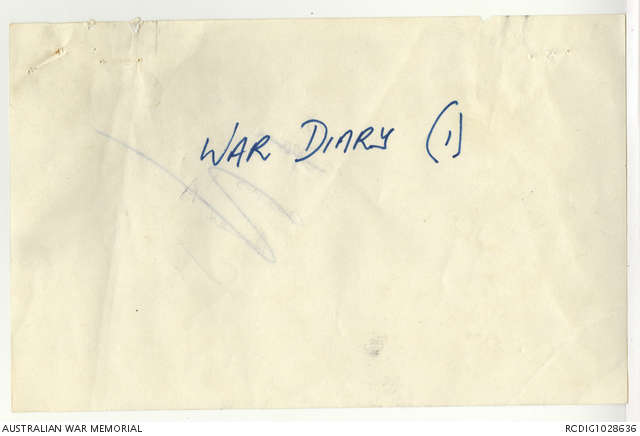 WAR DIARY (1)
AUSTRALIAN WAR MEMORIAL
RCDIG1028636